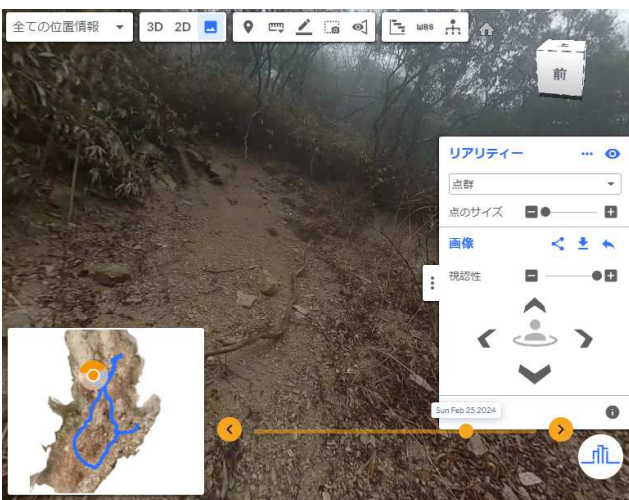 全ての位置情報
3D 2D
WBS
前
リアリティー
点群
点のサイズ
画像
視認性
Sun Feb 25 2024